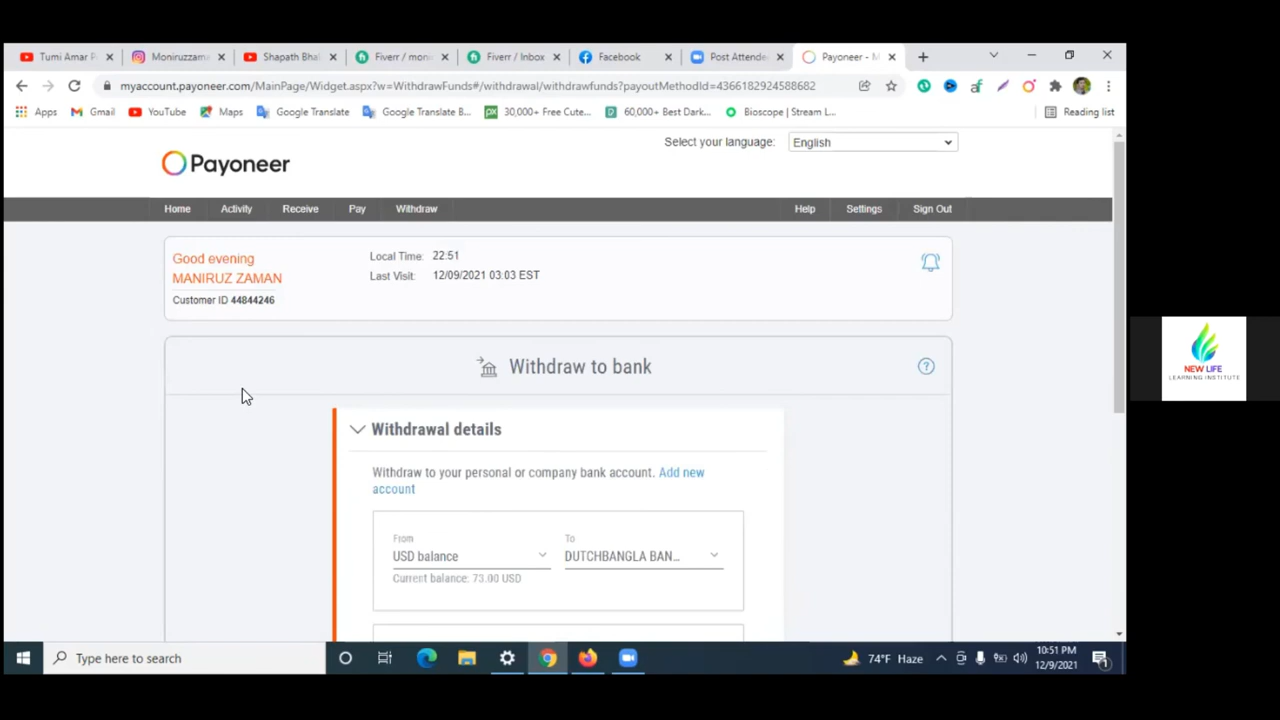 Tumi Amar P
Moniruzzama
Shapath Bhal
Fiverr / moni
Fiverr / Inbox
Facebook
Post Attende
Payoneer - M
myaccount.payoneer.com/MainPage/Widget.aspx?w=WithdrawFunds#/withdrawal/withdrawfunds?payoutMethodId=4366182924588682
Apps
Gmail
YouTube
Maps
Google Translate
Google Translate B...
30,000+ Free Cute...
60,000+ Best Dark...
Bioscope | Stream L...
Reading list
Select your language:
English
Payoneer
Home
Activity
Receive
Pay
Withdraw
Help
Settings
Sign Out
Good evening
MANIRUZ ZAMAN
Customer ID 44844246
Local Time: 22:51
Last Visit: 12/09/2021 03:03 EST
Withdraw to bank
?
Withdrawal details
Withdraw to your personal or company bank account. Add new
account
From
USD balance
Current balance: 73.00 USD
To
DUTCHBANGLA BAN...
NEW LIFE
LEARNING INSTITUTE
Type here to search
74°F Haze
10:51 PM
12/9/2021
1